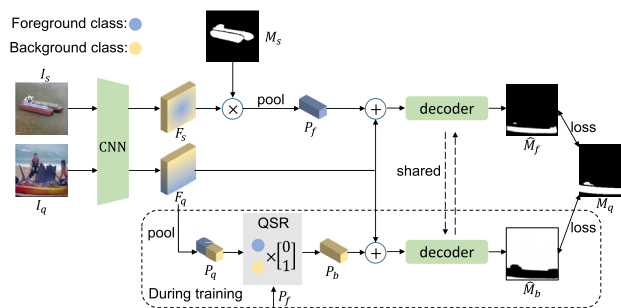 Foreground class:
Background class:
M_s
I_s
CNN
F_s
×
pool
P_f
+
decoder
M̂_f
loss
I_q
F_q
shared
M_q
loss
pool
P_q
QSR
×[0 1]
P_b
+
decoder
M̂_b
During training
P_f